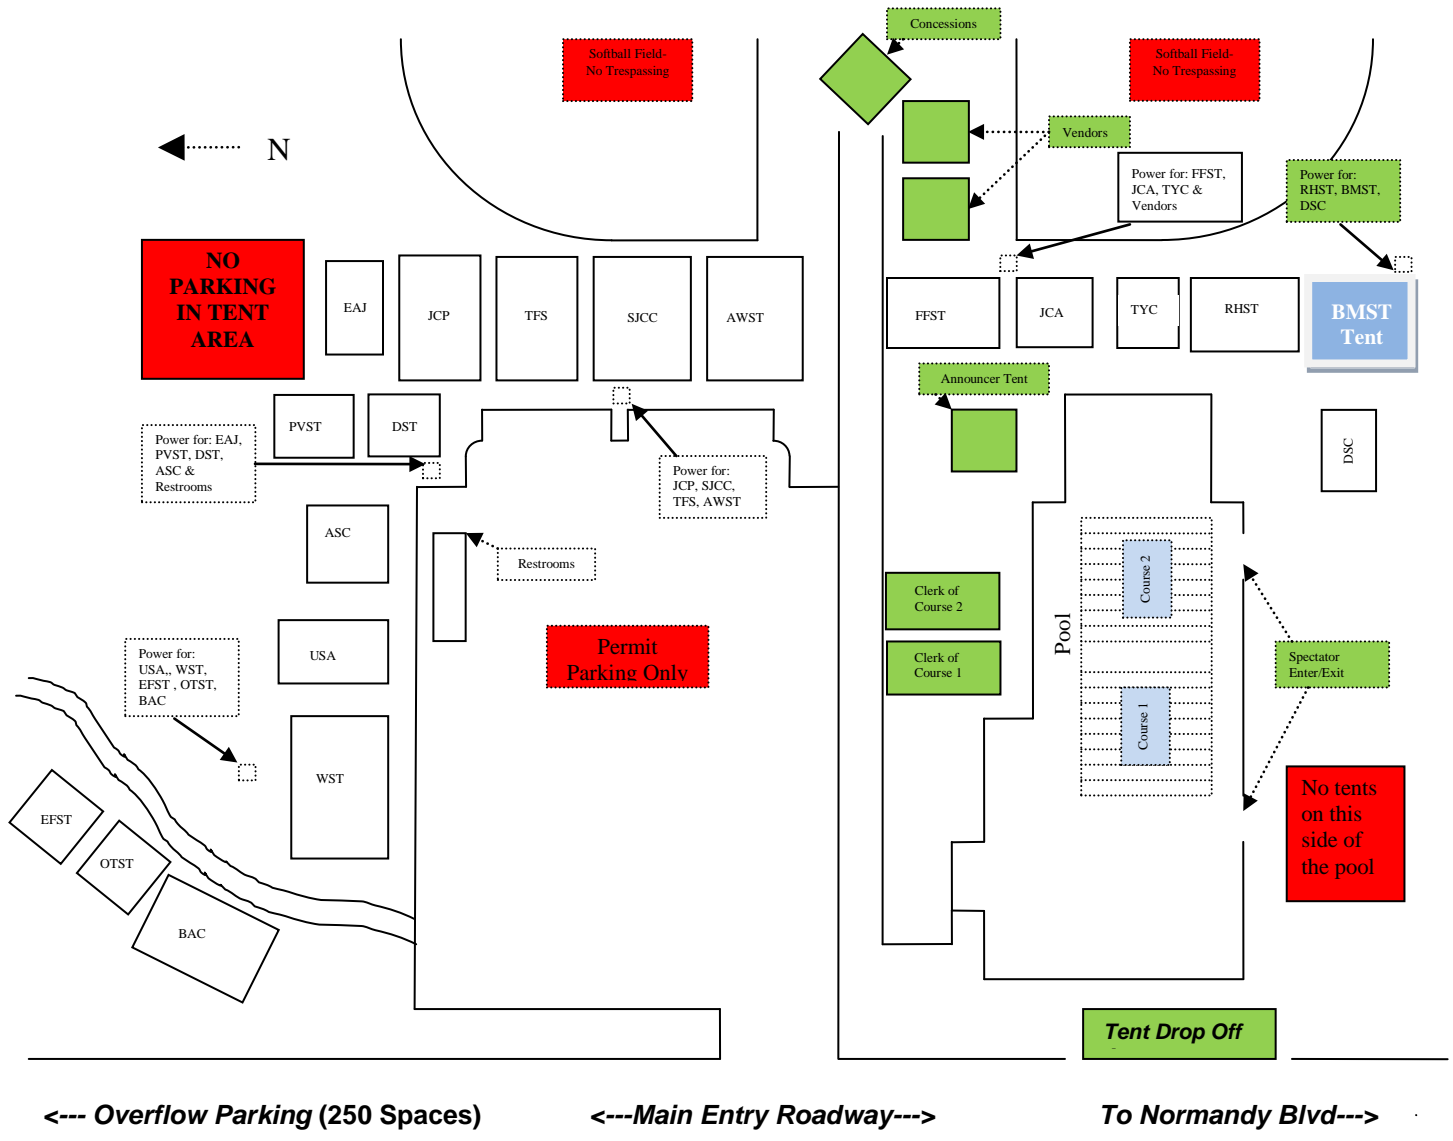 Concessions
Softball Field-
No Trespassing
Softball Field-
No Trespassing
Vendors
N
Power for: FFST,
JCA, TYC &
Vendors
Power for:
RHST, BMST,
DSC
NO
PARKING
IN TENT
AREA
EAJ
JCP
TFS
SJCC
AWST
FFST
JCA
TYC
RHST
BMST
Tent
Announcer Tent
PVST
DST
DSC
Power for: EAJ,
PVST, DST,
ASC &
Restrooms
Power for:
JCP, SJCC,
TFS, AWST
ASC
Restrooms
Clerk of
Course 2
Course 2
Pool
Permit
Parking Only
Clerk of
Course 1
Course 1
USA
Spectator
Enter/Exit
Power for:
USA,, WST,
EFST , OTST,
BAC
WST
No tents
on this
side of
the pool
EFST
OTST
BAC
Tent Drop Off
<--- Overflow Parking (250 Spaces)
<---Main Entry Roadway--->
To Normandy Blvd--->